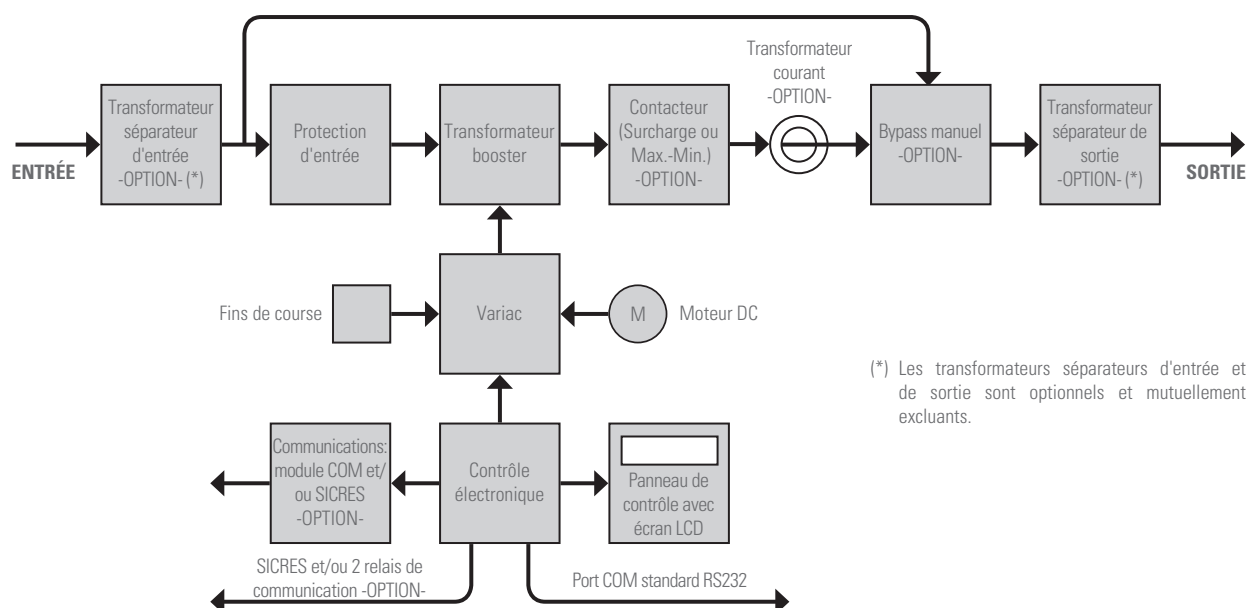 Transformateur
courant
-OPTION-
Transformateur
séparateur
d'entrée
-OPTION- (*)
Protection
d'entrée
Transformateur
booster
Contacteur
(Surcharge ou
Max.-Min.)
-OPTION-
Bypass manuel
-OPTION-
Transformateur
séparateur de
sortie
-OPTION- (*)
ENTRÉE
SORTIE
Fins de course
Variac
M
Moteur DC
(*) Les transformateurs séparateurs d'entrée et
de sortie sont optionnels et mutuellement
excluants.
Communications:
module COM et/
ou SICRES
-OPTION-
Contrôle
électronique
Panneau de
contrôle avec
écran LCD
SICRES et/ou 2 relais de
communication -OPTION-
Port COM standard RS232